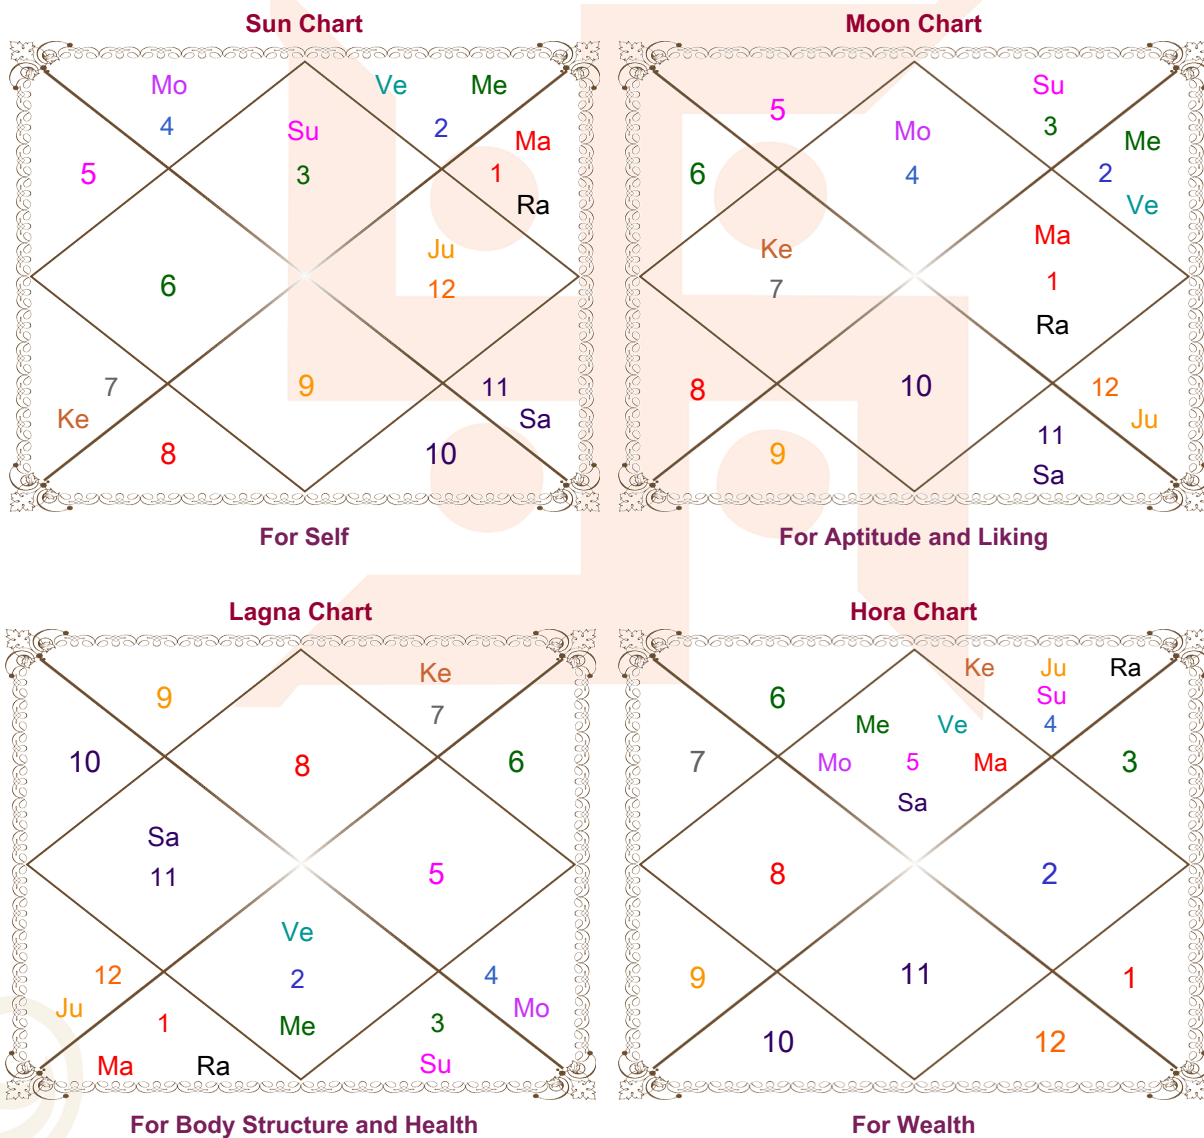 Sun Chart
Mo Ve Me
4 Su 2 Ma
5 3 1
Ra
Ju
6 12
7 9 11
Ke Sa
8 10
For Self
Moon Chart
Su
5 Mo 3 Me
6 4 2
Ve
Ke Ma
7 1
Ra
8 10 12
Ju
9 11
Sa
For Aptitude and Liking
Lagna Chart
Ke
9 7
10 8 6
Sa
11 5
Ve
12 2 4
Ju Mo
1 Me 3
Ma Ra Su
For Body Structure and Health
Hora Chart
Ke Ju Ra
6 Su
Me Ve 4
7 Mo 5 Ma 3
Sa
8 2
9 11 1
10 12
For Wealth